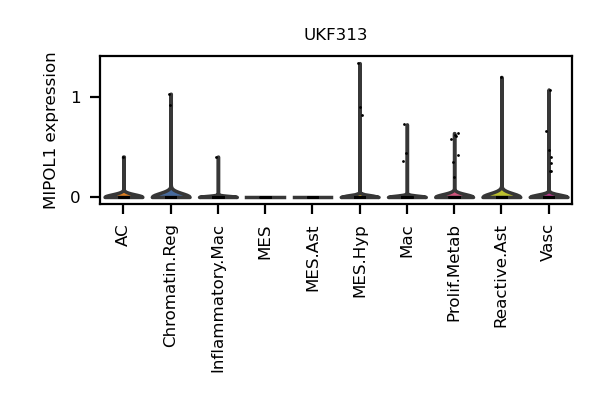 UKF313
MIPOL1 expression
1
0
AC
Chromatin.Reg
Inflammatory.Mac
MES
MES.Ast
MES.Hyp
Mac
Prolif.Metab
Reactive.Ast
Vasc